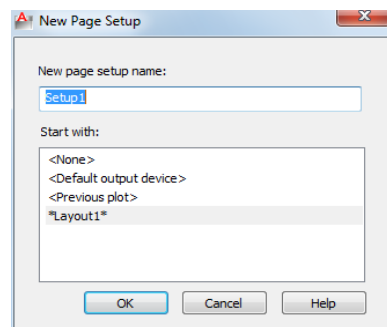 New Page Setup
New page setup name:
Setup1
Start with:
<None>
<Default output device>
<Previous plot>
*Layout1*
OK Cancel Help